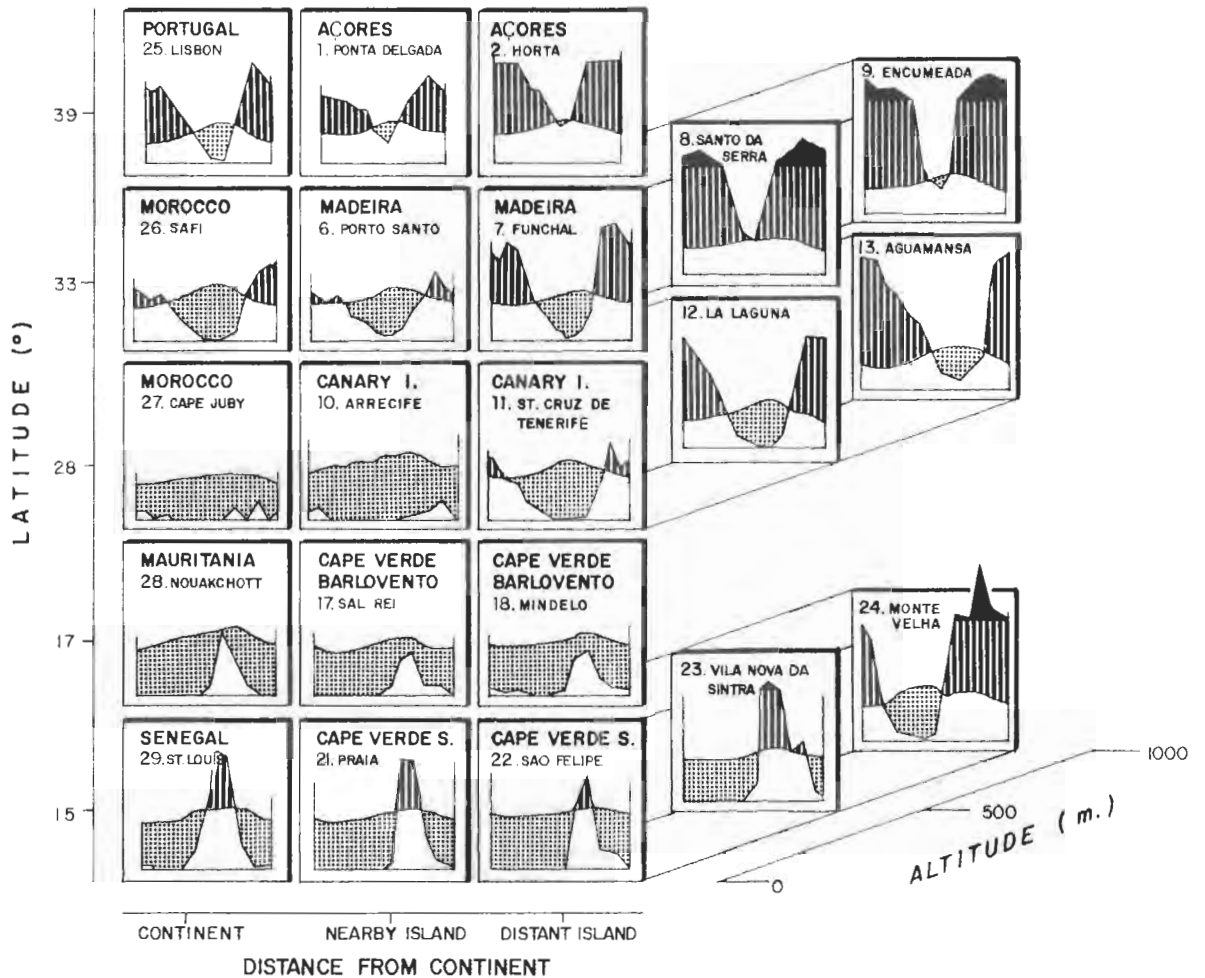 PORTUGAL
25. LISBON
AÇORES
1. PONTA DELGADA
AÇORES
2. HORTA
9. ENCUMEADA
8. SANTO DA
SERRA
39
MOROCCO
26. SAFI
MADEIRA
6. PORTO SANTO
MADEIRA
7. FUNCHAL
13. AGUAMANSA
33
12. LA LAGUNA
MOROCCO
27. CAPE JUBY
CANARY I.
10. ARRECIFE
CANARY I.
11. ST. CRUZ DE
TENERIFE
28
LATITUDE (º)
MAURITANIA
28. NOUAKCHOTT
CAPE VERDE
BARLOVENTO
17. SAL REI
CAPE VERDE
BARLOVENTO
18. MINDELO
24. MONTE
VELHA
17
23. VILA NOVA DA
SINTRA
SENEGAL
29. ST. LOUIS
CAPE VERDE S.
21. PRAIA
CAPE VERDE S.
22. SAO FELIPE
15
1000
500
0
ALTITUDE (m.)
CONTINENT
NEARBY ISLAND
DISTANT ISLAND
DISTANCE FROM CONTINENT